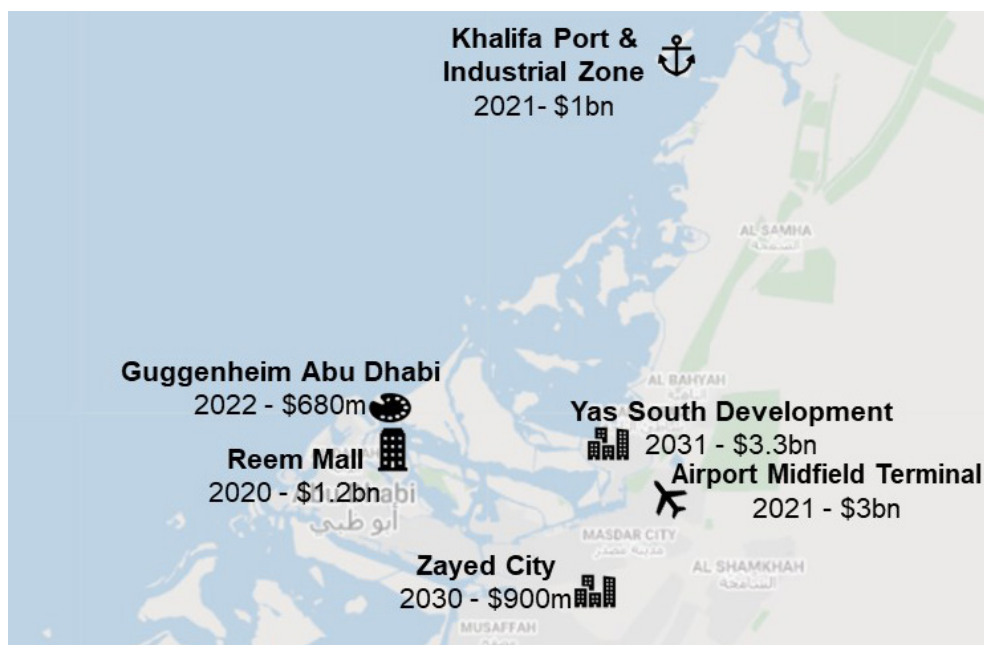 Khalifa Port &
Industrial Zone
2021- $1bn
AL SAMHA
السمحة
Guggenheim Abu Dhabi
2022 - $680m
AL BAHYAH
Yas South Development
2031 - $3.3bn
Reem Mall
2020 - $1.2bn
Abu Dhabi
أبو ظبي
Airport Midfield Terminal
2021 - $3bn
MASDAR CITY
مدينة مصدر
Zayed City
2030 - $900m
AL SHAMKHAH
الشامخة
MUSAFFAH